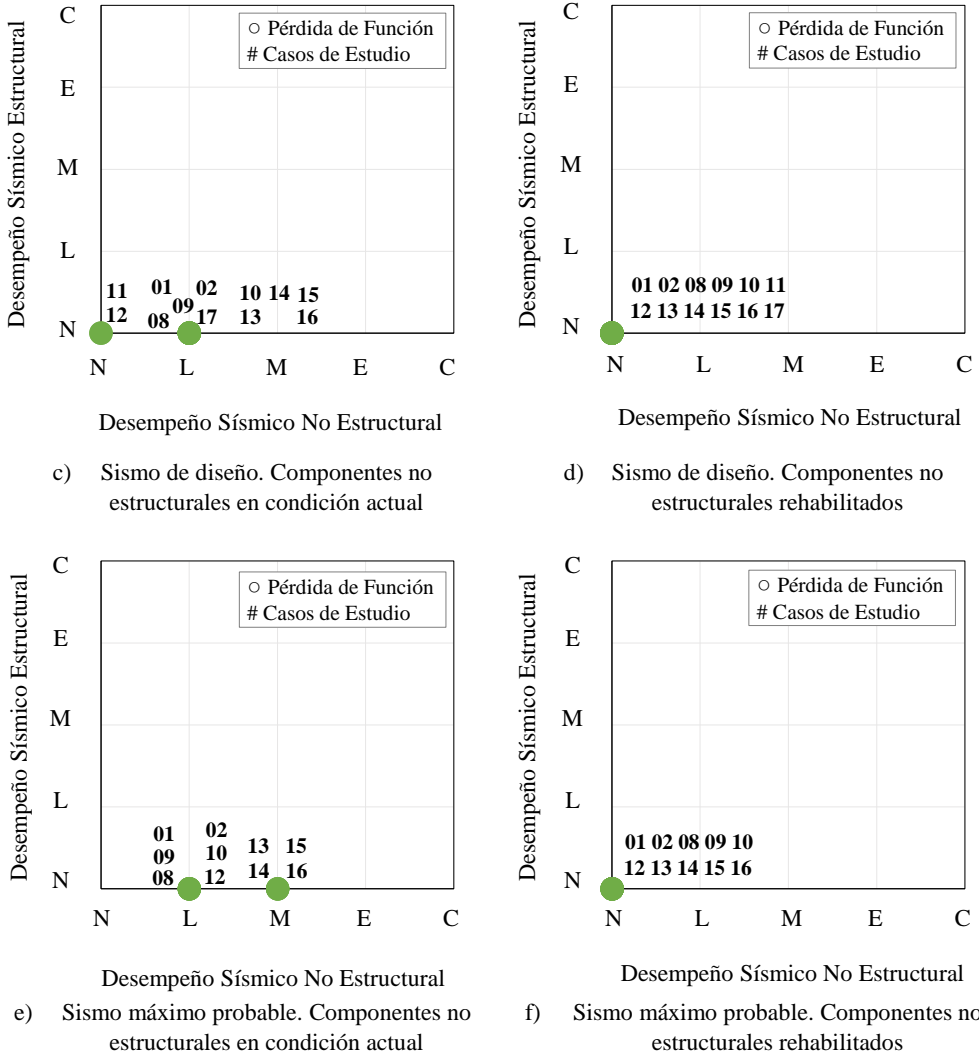 C
E
M
L
N
Desempeño Sísmico Estructural
○ Pérdida de Función
# Casos de Estudio
11 01 02 10 14 15
12 08 09 17 13 16
N L M E C
Desempeño Sísmico No Estructural
c) Sismo de diseño. Componentes no
estructurales en condición actual
C
E
M
L
N
Desempeño Sísmico Estructural
○ Pérdida de Función
# Casos de Estudio
01 02 08 09 10 11
12 13 14 15 16 17
N L M E C
Desempeño Sísmico No Estructural
d) Sismo de diseño. Componentes no
estructurales rehabilitados
C
E
M
L
N
Desempeño Sísmico Estructural
○ Pérdida de Función
# Casos de Estudio
01 02
09 10 13 15
08 12 14 16
N L M E C
Desempeño Sísmico No Estructural
e) Sismo máximo probable. Componentes no
estructurales en condición actual
C
E
M
L
N
Desempeño Sísmico Estructural
○ Pérdida de Función
# Casos de Estudio
01 02 08 09 10
12 13 14 15 16
N L M E C
Desempeño Sísmico No Estructural
f) Sismo máximo probable. Componentes no
estructurales rehabilitados